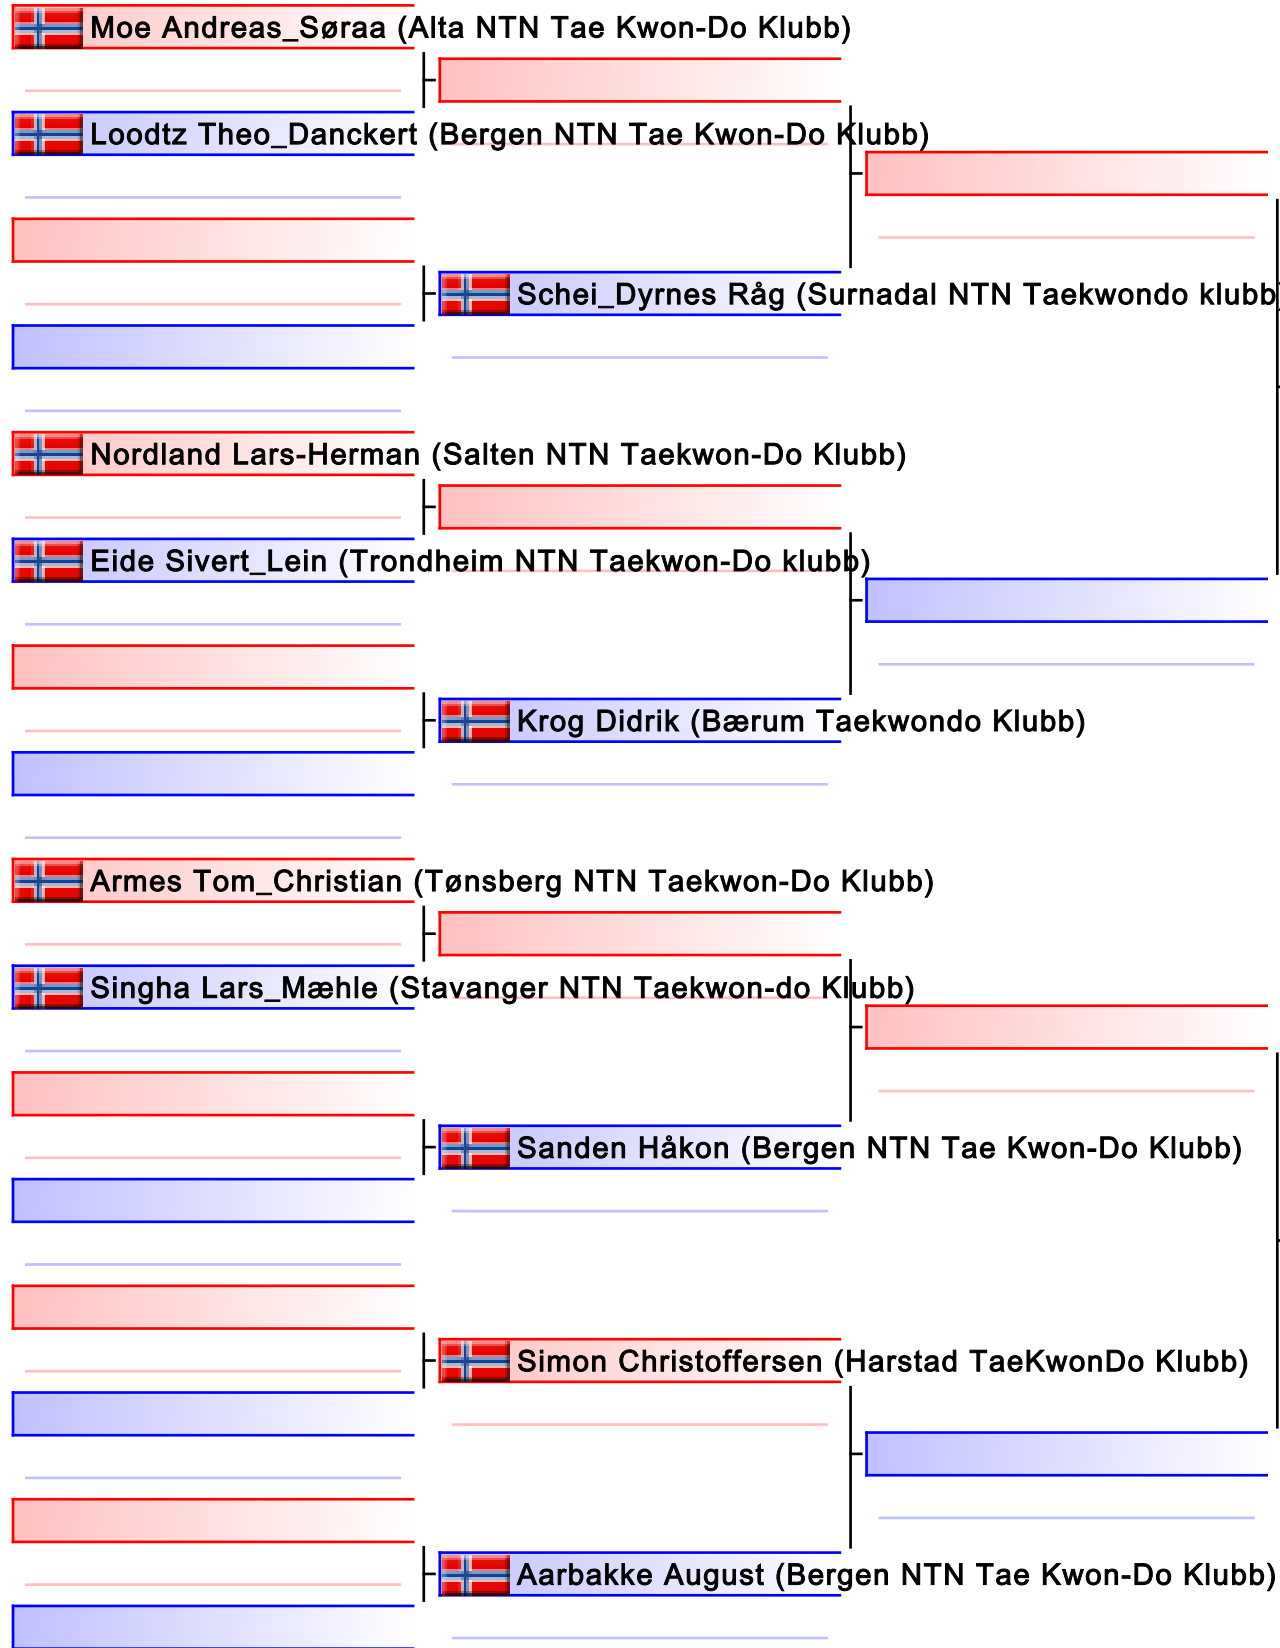 Moe Andreas_Søraa (Alta NTN Tae Kwon-Do Klubb)
Loodtz Theo_Danckert (Bergen NTN Tae Kwon-Do Klubb)
Schei_Dyrnes Råg (Surnadal NTN Taekwondo klubb)
Nordland Lars-Herman (Salten NTN Taekwon-Do Klubb)
Eide Sivert_Lein (Trondheim NTN Taekwon-Do klubb)
Krog Didrik (Bærum Taekwondo Klubb)
Armes Tom_Christian (Tønsberg NTN Taekwon-Do Klubb)
Singha Lars_Mæhle (Stavanger NTN Taekwon-do Klubb)
Sanden Håkon (Bergen NTN Tae Kwon-Do Klubb)
Simon Christoffersen (Harstad TaeKwonDo Klubb)
Aarbakke August (Bergen NTN Tae Kwon-Do Klubb)